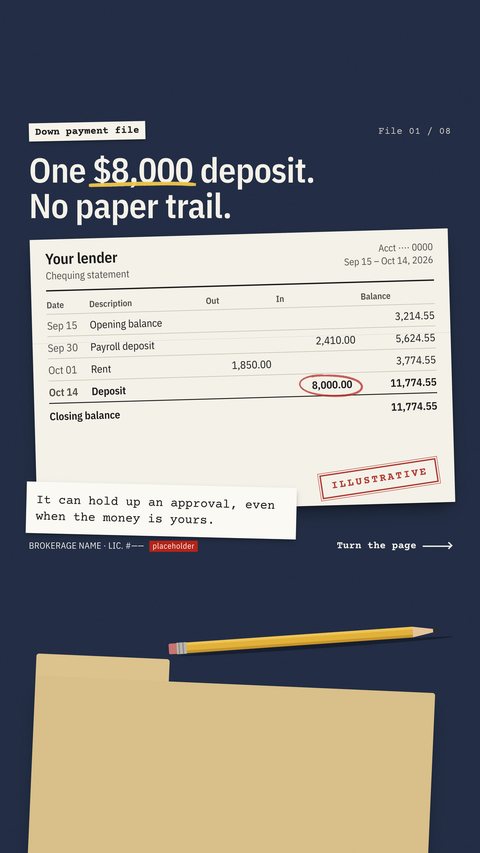 Down payment file
File 01 / 08
One $8,000 deposit.
No paper trail.
Your lender
Acct ···· 0000
Chequing statement
Sep 15 – Oct 14, 2026
Date Description Out In Balance
Sep 15 Opening balance 3,214.55
Sep 30 Payroll deposit 2,410.00 5,624.55
Oct 01 Rent 1,850.00 3,774.55
Oct 14 Deposit 8,000.00 11,774.55
Closing balance 11,774.55
ILLUSTRATIVE
It can hold up an approval, even
when the money is yours.
BROKERAGE NAME · LIC. #—— placeholder
Turn the page